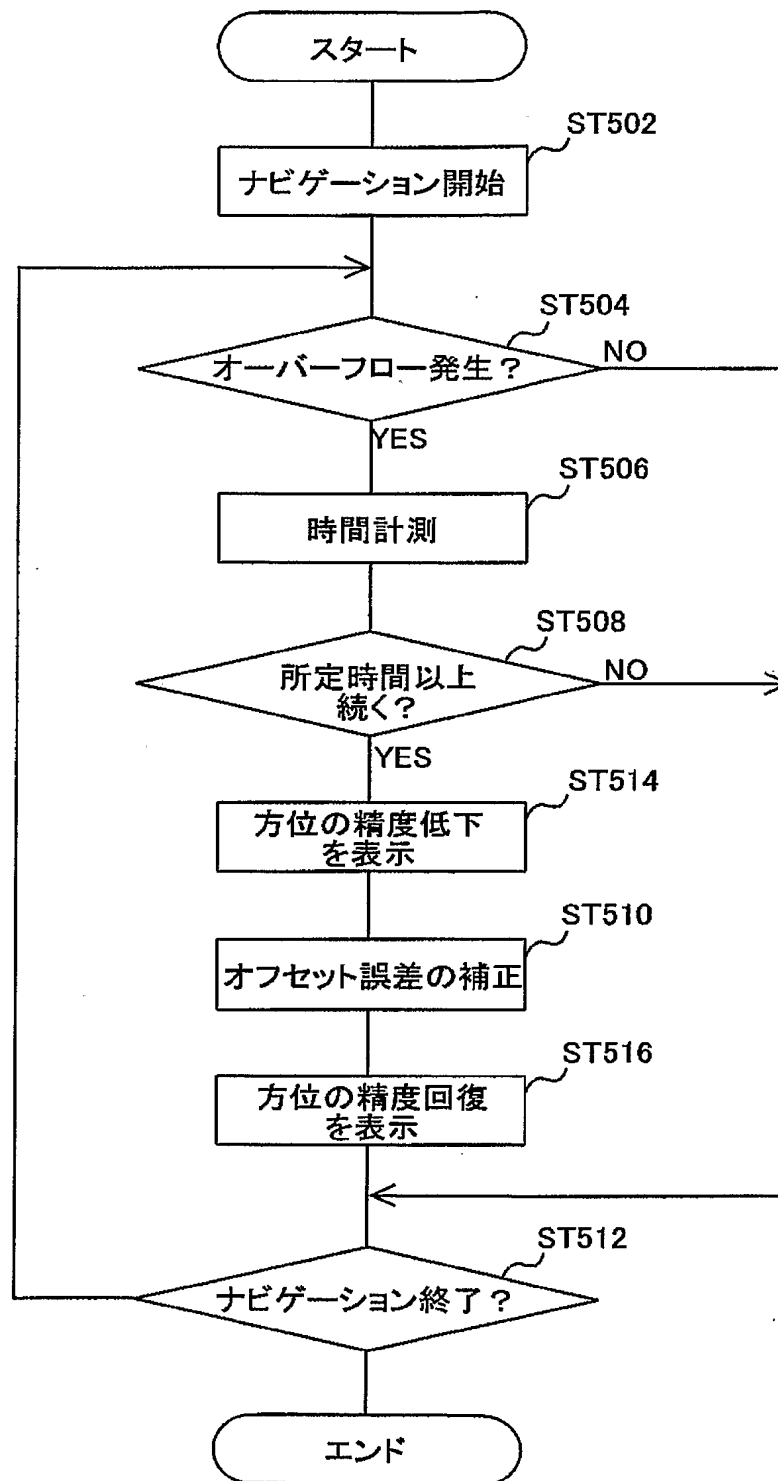 スタート
ST502
ナビゲーション開始
ST504
オーバーフロー発生？
NO
YES
ST506
時間計測
ST508
所定時間以上
続く？
NO
YES
ST514
方位の精度低下
を表示
ST510
オフセット誤差の補正
ST516
方位の精度回復
を表示
ST512
ナビゲーション終了？
エンド